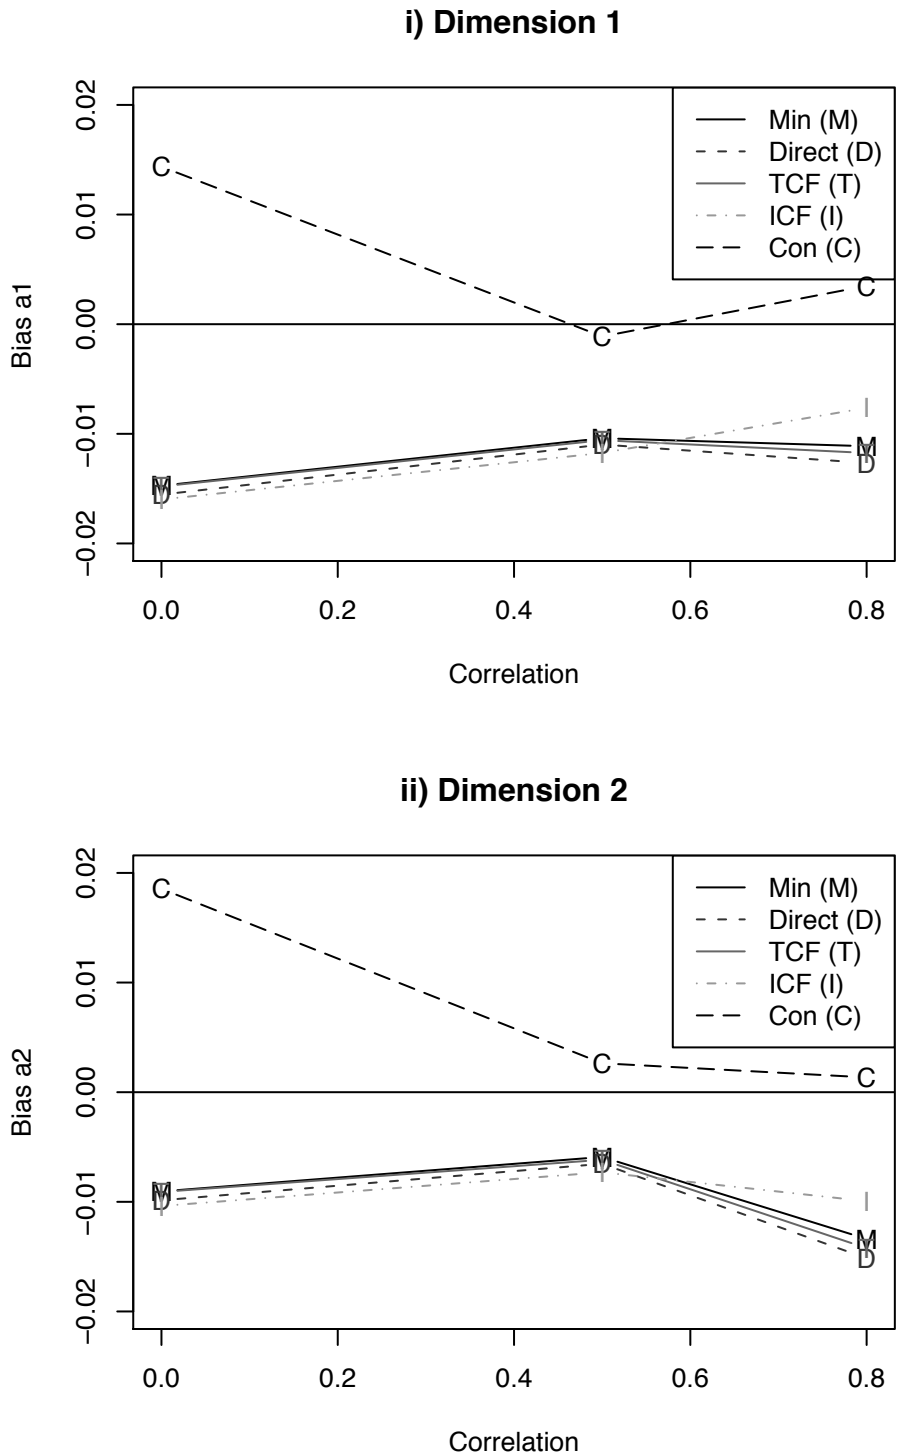 i) Dimension 1
Bias a1
0.02
0.01
0.00
−0.01
−0.02
Min (M)
Direct (D)
TCF (T)
ICF (I)
Con (C)
C
C
C
M
D
T
I
M
D
T
I
M
D
T
I
0.0 0.2 0.4 0.6 0.8
Correlation
ii) Dimension 2
Bias a2
0.02
0.01
0.00
−0.01
−0.02
Min (M)
Direct (D)
TCF (T)
ICF (I)
Con (C)
C
C
C
M
D
T
I
M
D
T
I
M
D
T
I
0.0 0.2 0.4 0.6 0.8
Correlation